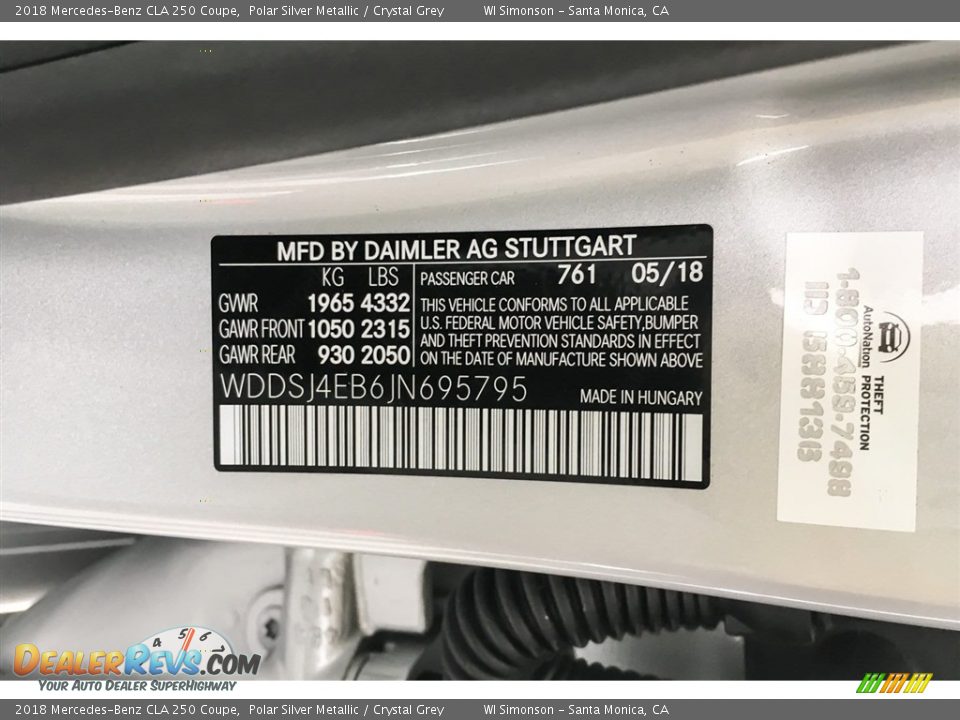 2018 Mercedes-Benz CLA 250 Coupe, Polar Silver Metallic / Crystal Grey WI Simonson - Santa Monica, CA
MFD BY DAIMLER AG STUTTGART
KG LBS
GWR 1965 4332
GAWR FRONT 1050 2315
GAWR REAR 930 2050
PASSENGER CAR 761 05/18
THIS VEHICLE CONFORMS TO ALL APPLICABLE
U.S. FEDERAL MOTOR VEHICLE SAFETY,BUMPER
AND THEFT PREVENTION STANDARDS IN EFFECT
ON THE DATE OF MANUFACTURE SHOWN ABOVE
WDDSJ4EB6JN695795
MADE IN HUNGARY
AutoNation
THEFT
PROTECTION
1-800-459-7498
4 5 6
DEALERREVS.COM
YOUR AUTO DEALER SUPERHIGHWAY
2018 Mercedes-Benz CLA 250 Coupe, Polar Silver Metallic / Crystal Grey WI Simonson - Santa Monica, CA